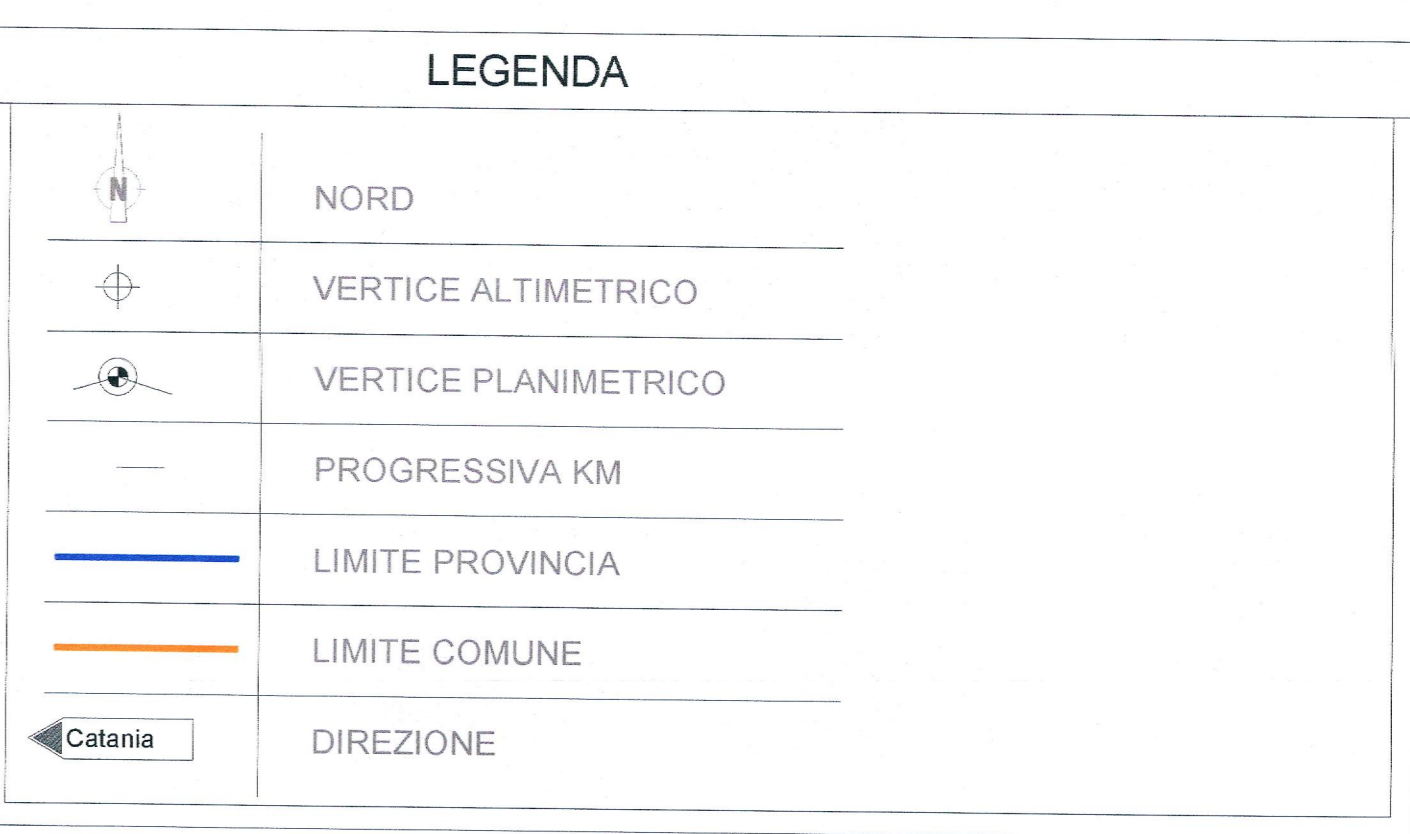 LEGENDA
N
NORD
VERTICE ALTIMETRICO
VERTICE PLANIMETRICO
PROGRESSIVA KM
LIMITE PROVINCIA
LIMITE COMUNE
Catania
DIREZIONE